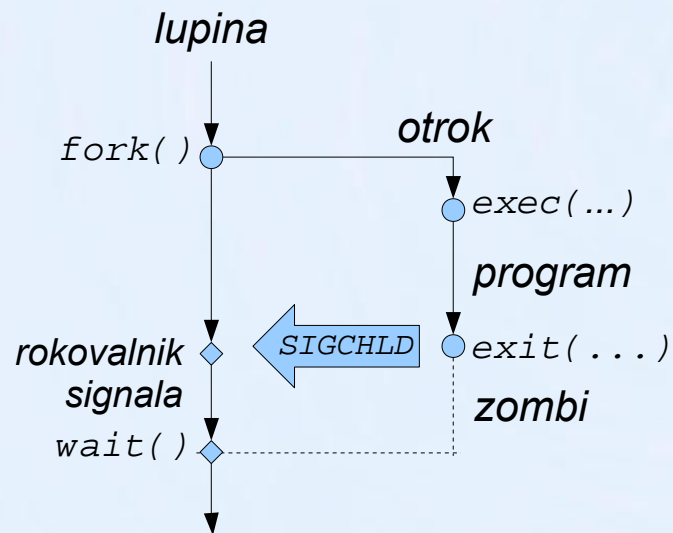 lupina
otrok
fork()
exec(…)
program
SIGCHLD
exit(...)
rokovalnik
signala
zombi
wait()